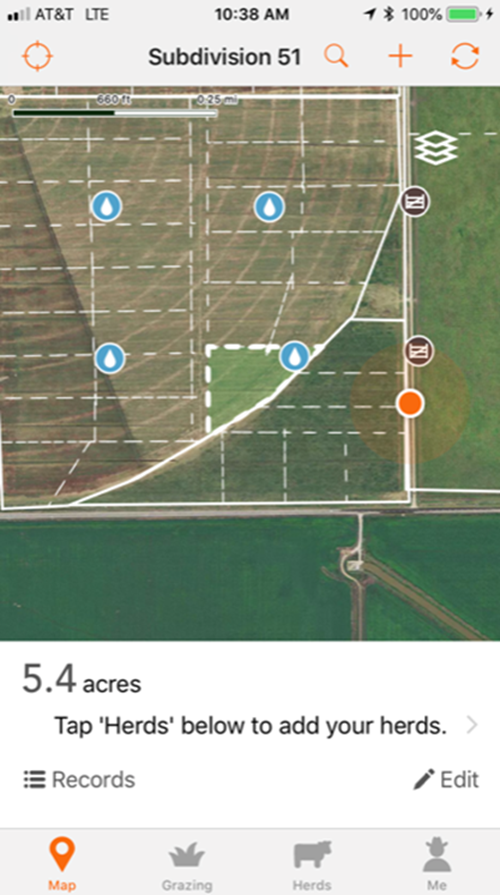 AT&T LTE 10:38 AM 100%
Subdivision 51
0 660 ft 0.25 mi
5.4 acres
Tap 'Herds' below to add your herds.
Records Edit
Map Grazing Herds Me